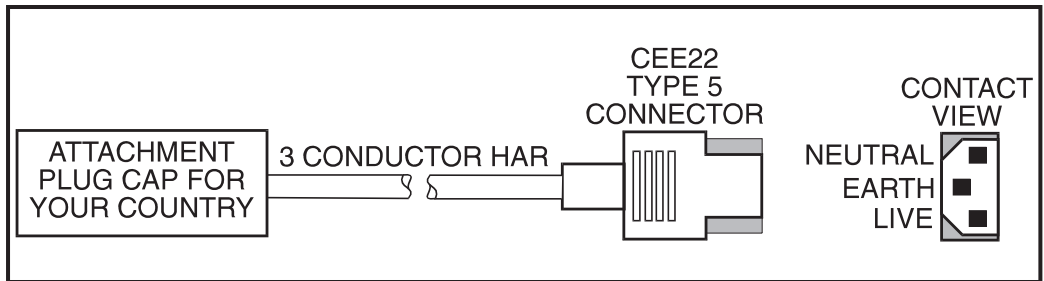 ATTACHMENT
PLUG CAP FOR
YOUR COUNTRY
3 CONDUCTOR HAR
CEE22
TYPE 5
CONNECTOR
CONTACT
VIEW
NEUTRAL
EARTH
LIVE